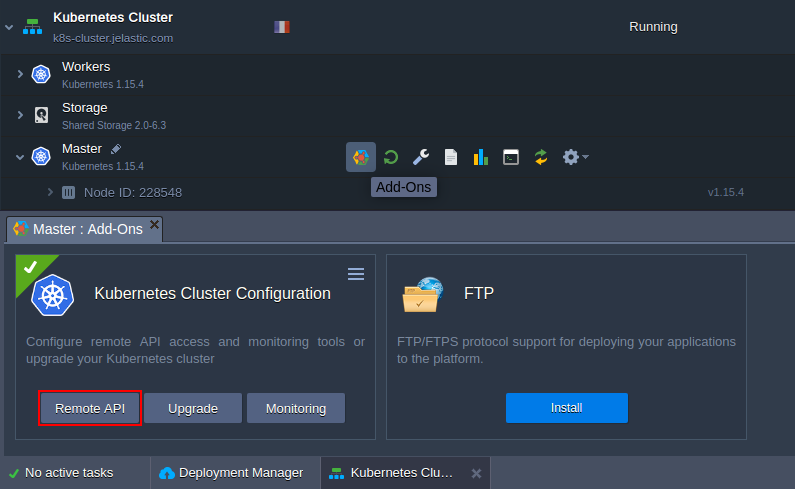 Kubernetes Cluster
k8s-cluster.jelastic.com
Running
Workers
Kubernetes 1.15.4
Storage
Shared Storage 2.0-6.3
Master
Kubernetes 1.15.4
Add-Ons
Node ID: 228548
v1.15.4
Master : Add-Ons
Kubernetes Cluster Configuration
Configure remote API access and monitoring tools or
upgrade your Kubernetes cluster
Remote API
Upgrade
Monitoring
FTP
FTP/FTPS protocol support for deploying your applications
to the platform.
Install
No active tasks
Deployment Manager
Kubernetes Clu...